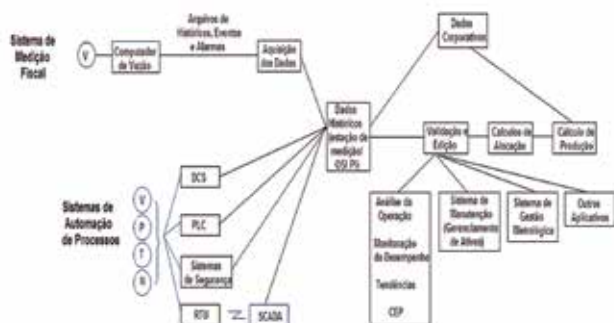 Sistema de
Medição
Fiscal
V
Computador
de Vazão
Arquivos de
Históricos, Eventos
e Alarmes
Aquisição
dos Dados
Dados
Corporativos
Dados
Históricos
(estação de
medição/
OSI PI)
Validação e
Edição
Calculos de
Alocação
Cálculo de
Produção
Sistemas de
Automação
de Processos
V
P
T
N
DCS
PLC
Sistemas
de Segurança
RTU
SCADA
Análise da
Operação
Monitoração
do Desempenho
Tendências
CEP
Sistema de
Manutenção
(Gerenciamento
de Ativos)
Sistema de
Gestão
Metrológica
Outros
Aplicativos